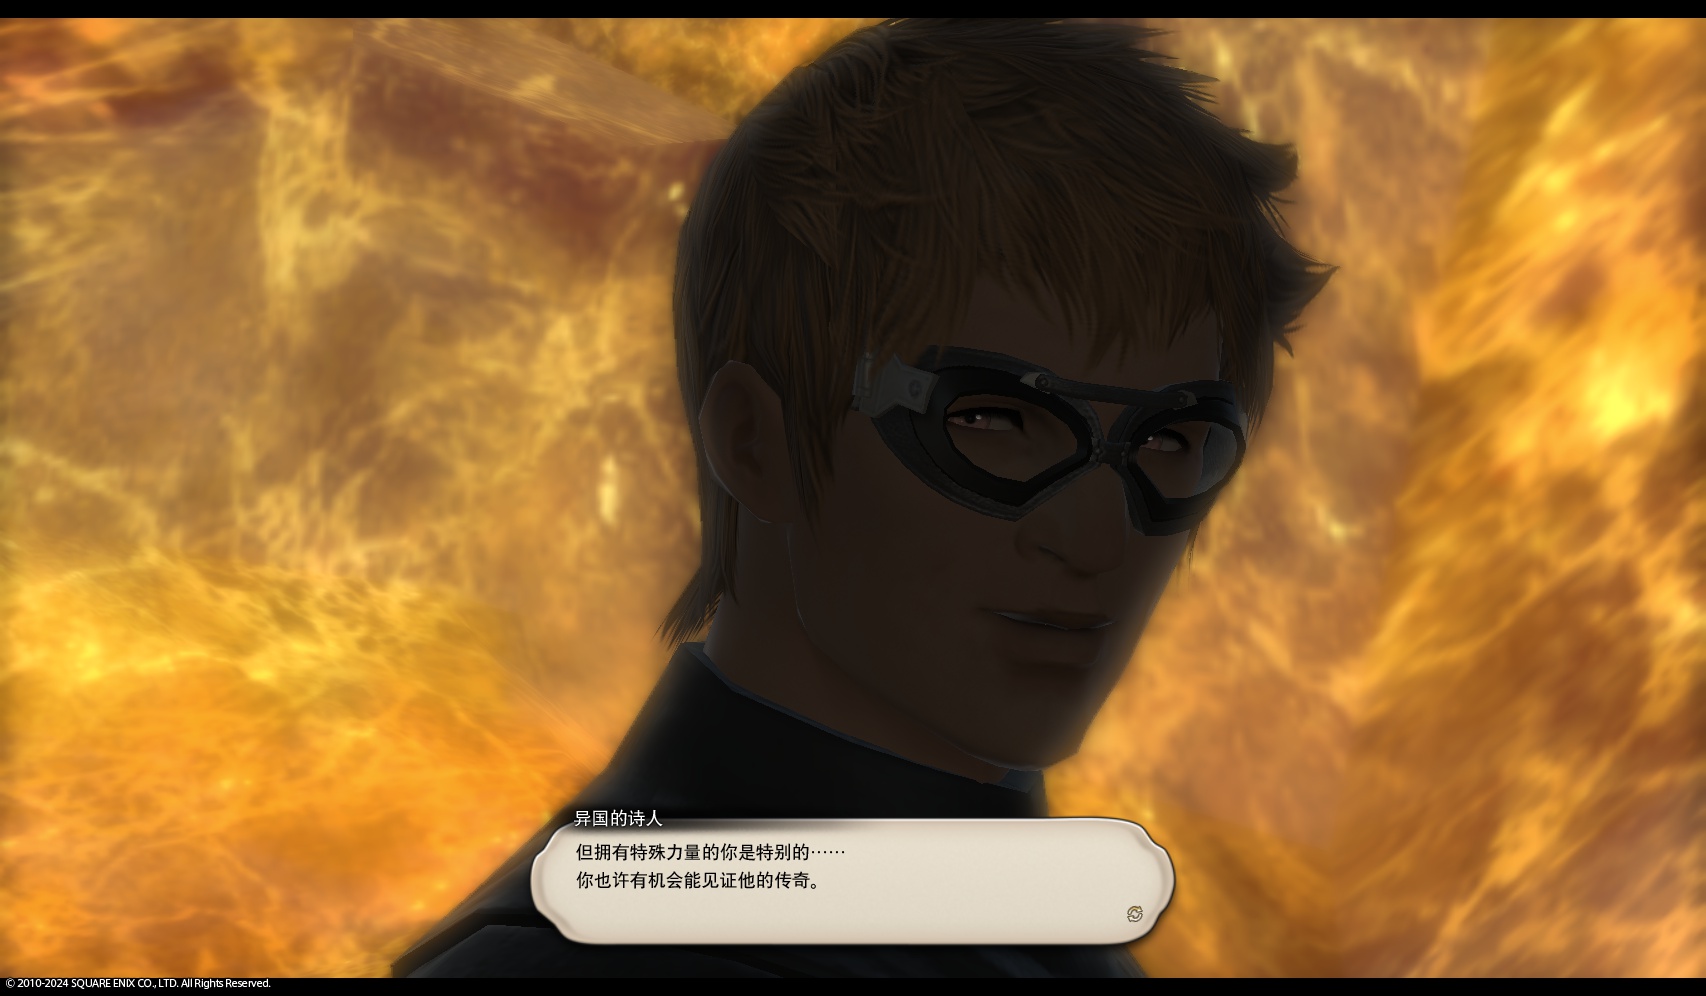 异国的诗人
但拥有特殊力量的你是特别的……
你也许有机会能见证他的传奇。
© 2010-2024 SQUARE ENIX CO., LTD. All Rights Reserved.